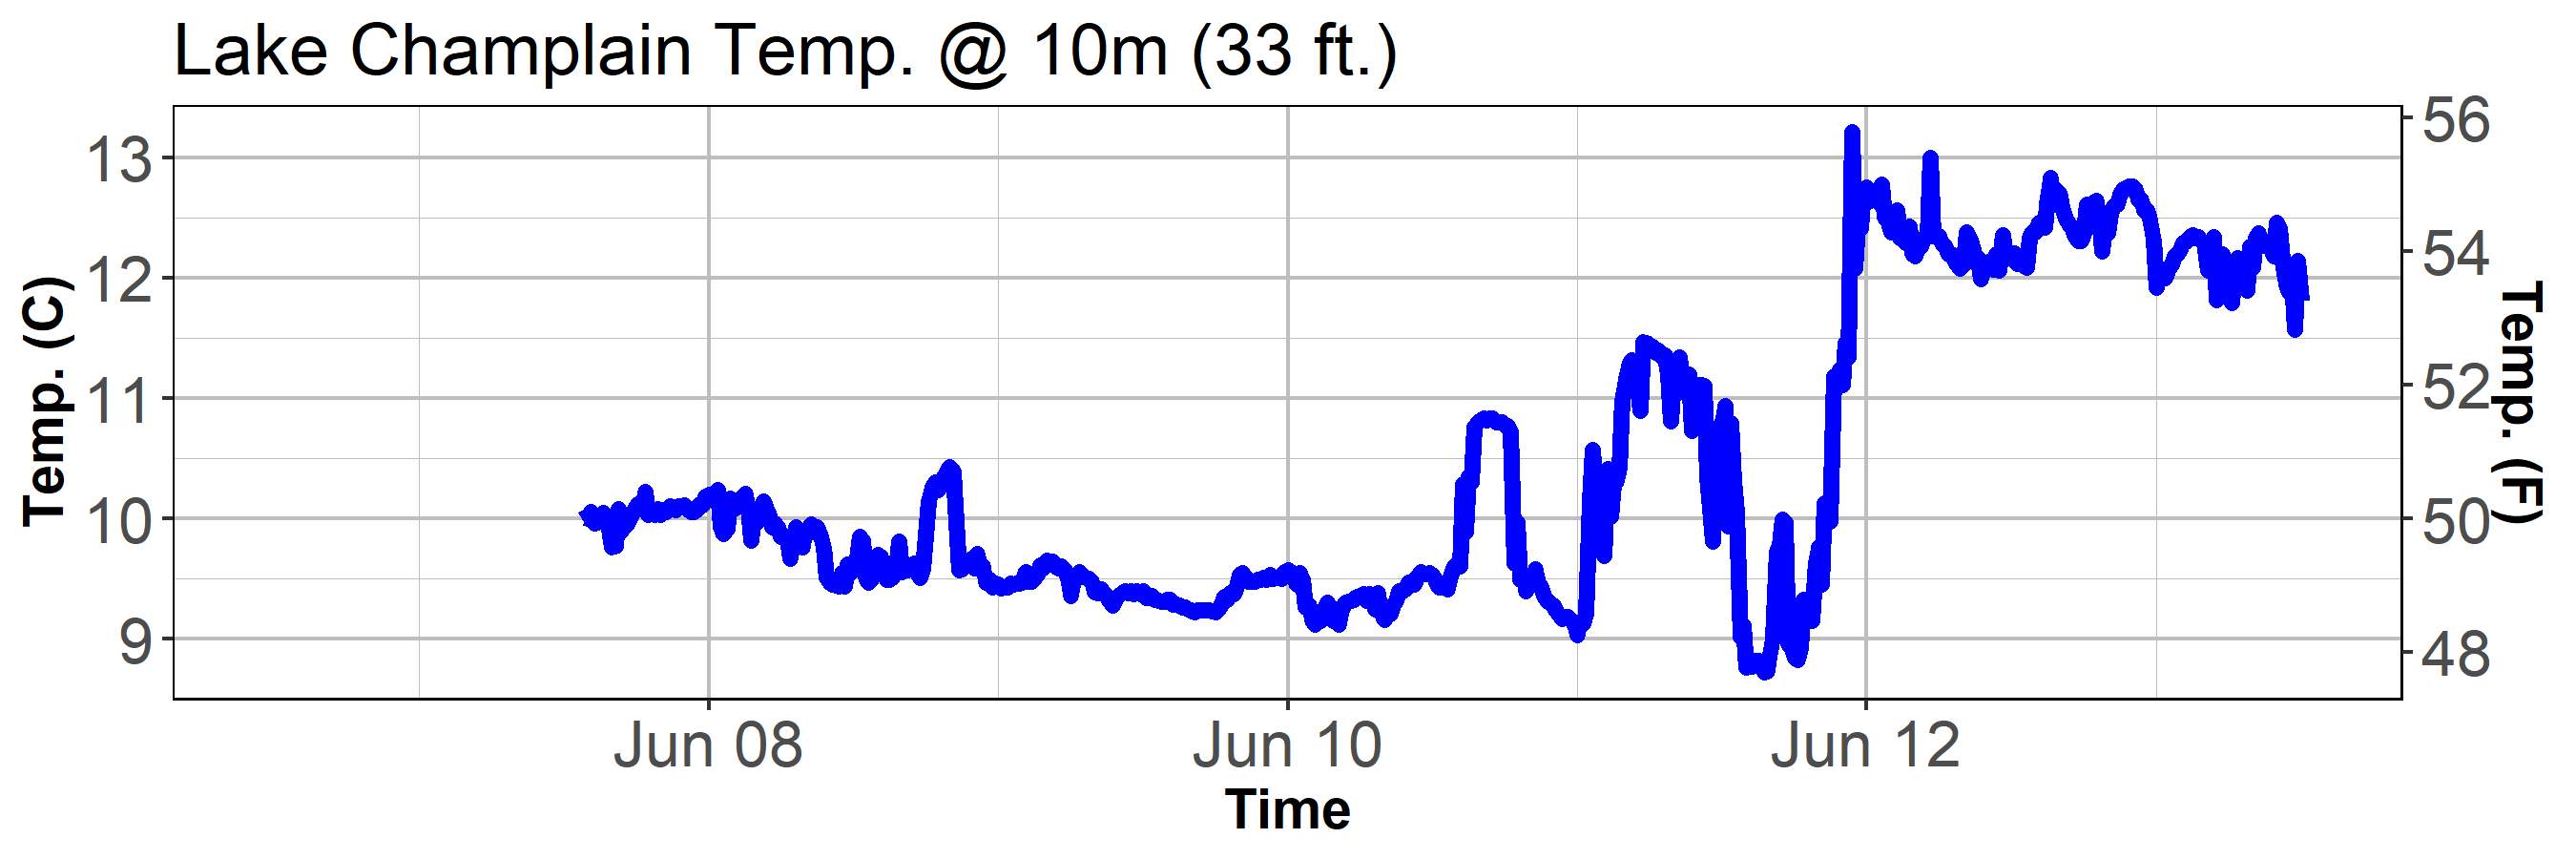 Lake Champlain Temp. @ 10m (33 ft.)
Temp. (C)
13
12
11
10
9
56
54
52
50
48
Temp. (F)
Jun 08
Jun 10
Jun 12
Time